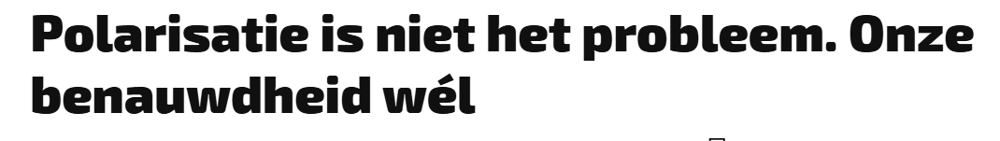 Polarisatie is niet het probleem. Onze
benauwdheid wél